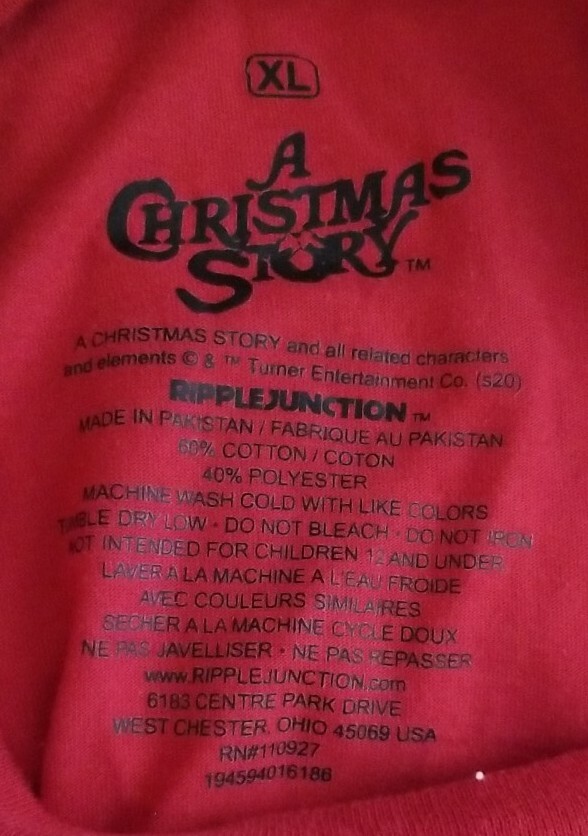 XL
A
CHRISTMAS
STORY™
A CHRISTMAS STORY and all related characters
and elements © & ™ Turner Entertainment Co. (s20)
RIPPLEJUNCTION™
MADE IN PAKISTAN / FABRIQUE AU PAKISTAN
60% COTTON / COTON
40% POLYESTER
MACHINE WASH COLD WITH LIKE COLORS
TUMBLE DRY LOW · DO NOT BLEACH · DO NOT IRON
NOT INTENDED FOR CHILDREN 12 AND UNDER
LAVER A LA MACHINE A L'EAU FROIDE
AVEC COULEURS SIMILAIRES
SECHER A LA MACHINE CYCLE DOUX
NE PAS JAVELLISER · NE PAS REPASSER
www.RIPPLEJUNCTION.com
6183 CENTRE PARK DRIVE
WEST CHESTER, OHIO 45069 USA
RN#110927
194594016186